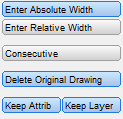 Enter Absolute Width
Enter Relative Width
Consecutive
Delete Original Drawing
Keep Attrib Keep Layer